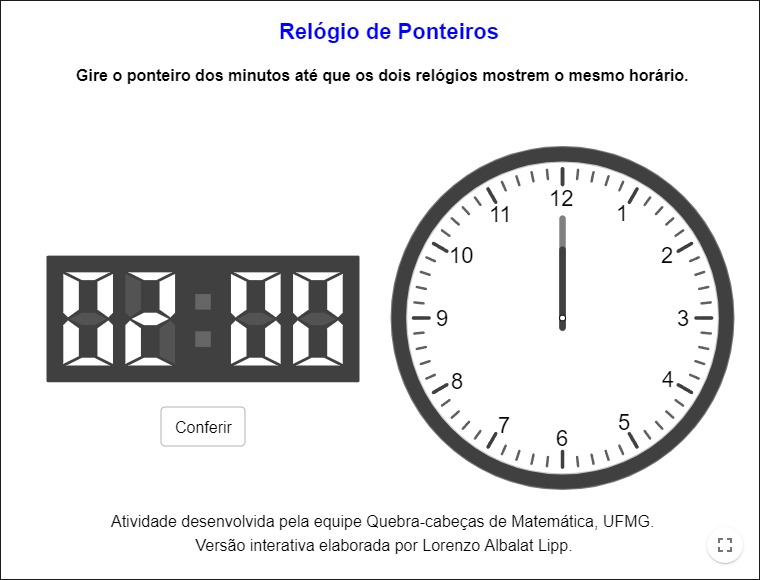 Relógio de Ponteiros
Gire o ponteiro dos minutos até que os dois relógios mostrem o mesmo horário.
02:00
12
1
2
3
4
5
6
7
8
9
10
11
Conferir
Atividade desenvolvida pela equipe Quebra-cabeças de Matemática, UFMG.
Versão interativa elaborada por Lorenzo Albalat Lipp.